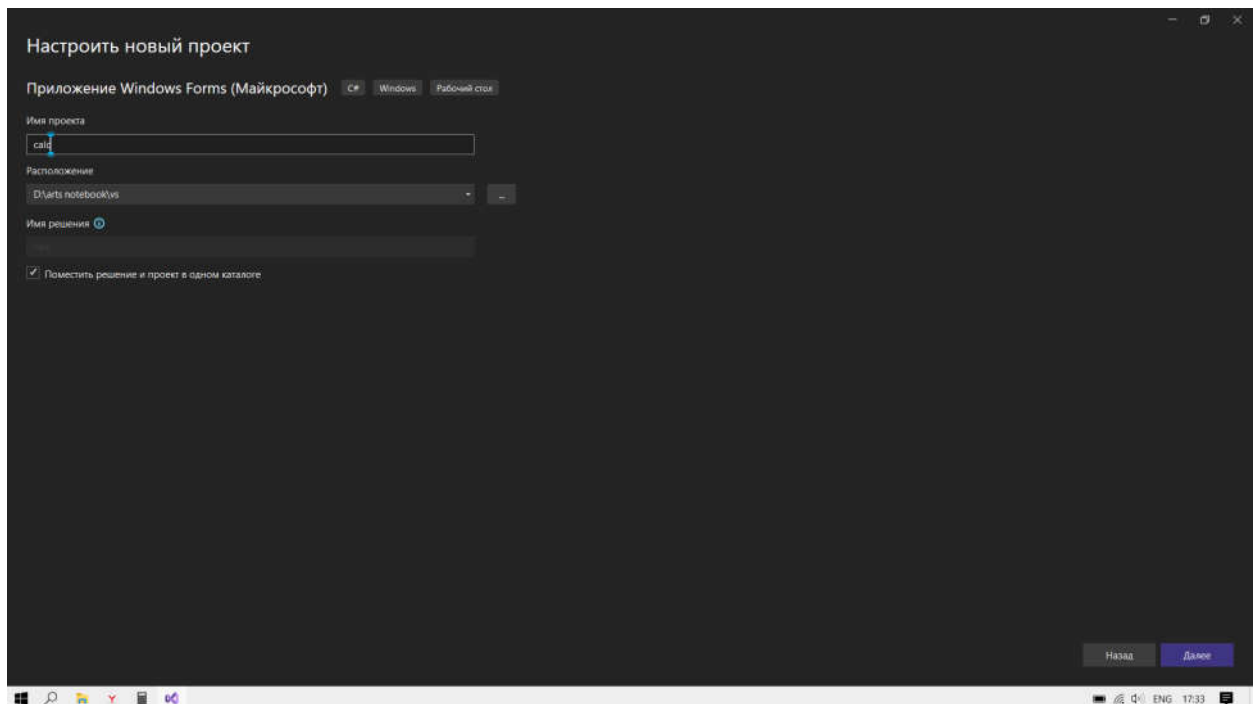 Настроить новый проект
Приложение Windows Forms (Майкрософт) C# Windows Рабочий стол
Имя проекта
calc
Расположение
D:\arts notebook\vs
...
Имя решения
Поместить решение и проект в одном каталоге
Назад Далее
ENG 17:33